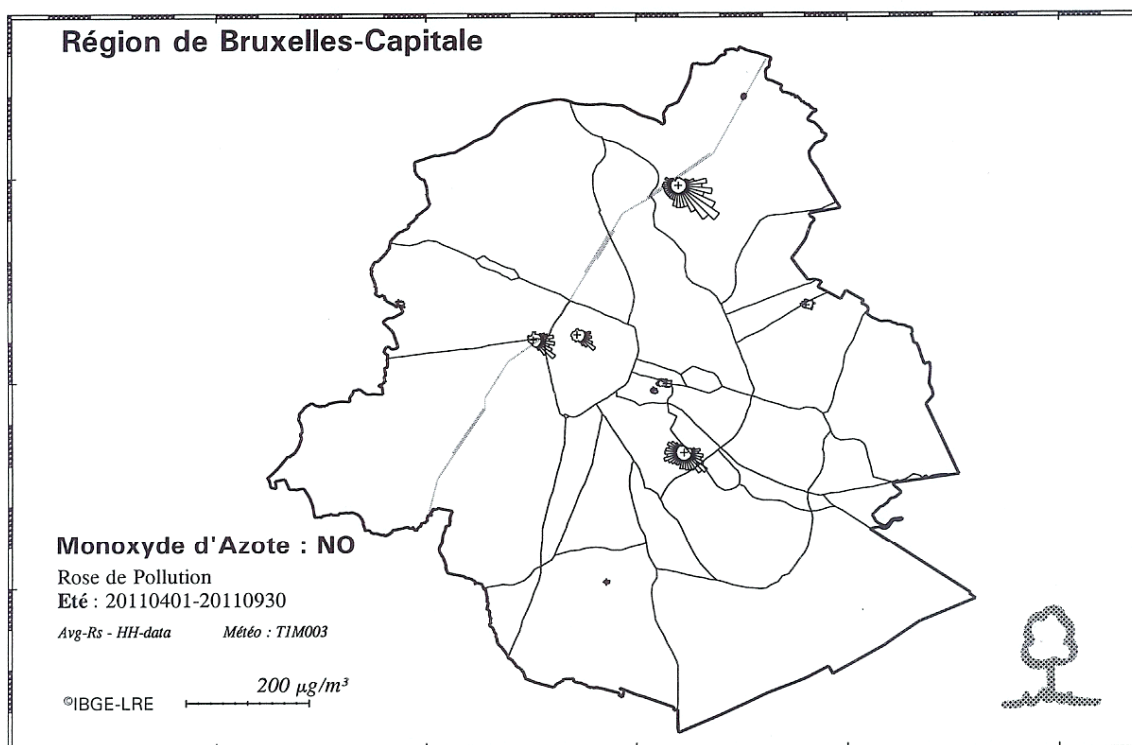 Région de Bruxelles-Capitale
Monoxyde d'Azote : NO
Rose de Pollution
Eté : 20110401-20110930
Avg-Rs - HH-data Météo : T1M003
200 µg/m³
©IBGE-LRE